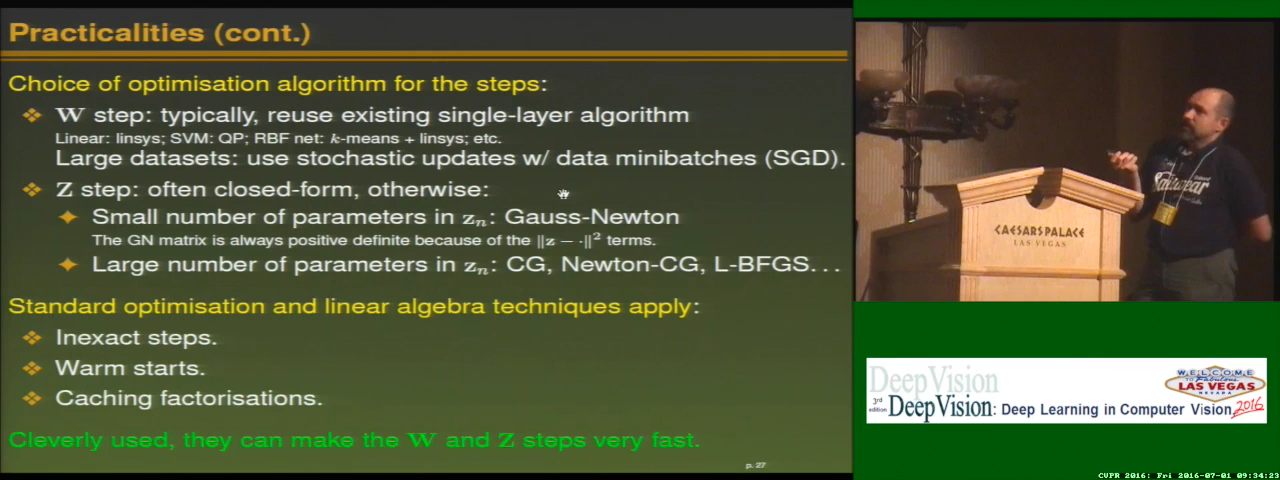 Practicalities (cont.)
Choice of optimisation algorithm for the steps:
❖ W step: typically, reuse existing single-layer algorithm
Linear: linsys; SVM: QP; RBF net: k-means + linsys; etc.
Large datasets: use stochastic updates w/ data minibatches (SGD).
❖ Z step: often closed-form, otherwise:
✦ Small number of parameters in zₙ: Gauss-Newton
The GN matrix is always positive definite because of the ‖z − ·‖² terms.
✦ Large number of parameters in zₙ: CG, Newton-CG, L-BFGS...
Standard optimisation and linear algebra techniques apply:
❖ Inexact steps.
❖ Warm starts.
❖ Caching factorisations.
Cleverly used, they can make the W and Z steps very fast.
p. 27
CAESARS PALACE
LAS VEGAS
DeepVision
WELCOME
TO Fabulous
LAS VEGAS
NEVADA
3rd
edition
DeepVision: Deep Learning in Computer Vision 2016
CVPR 2016: Fri 2016-07-01 09:34:23